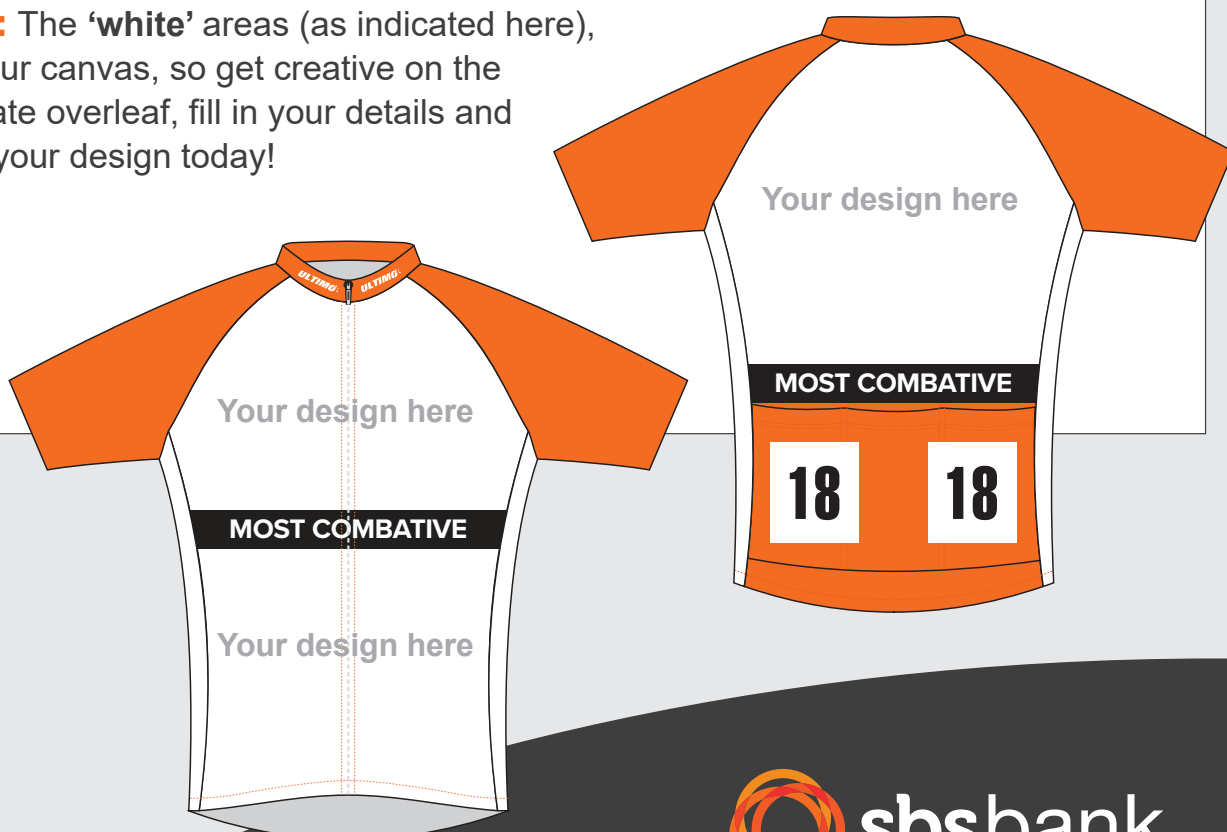 : The ‘white’ areas (as indicated here),
ur canvas, so get creative on the
ate overleaf, fill in your details and
your design today!
Your design here
MOST COMBATIVE
18 18
ULTIMO ULTIMO
Your design here
MOST COMBATIVE
Your design here
sbsbank